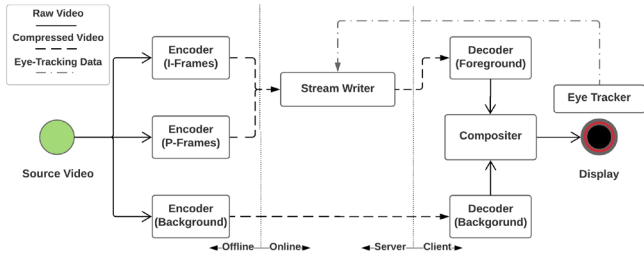 Raw Video
Compressed Video
Eye-Tracking Data
Encoder
(I-Frames)
Encoder
(P-Frames)
Encoder
(Background)
Source Video
Stream Writer
Decoder
(Foreground)
Compositer
Decoder
(Backgorund)
Eye Tracker
Display
Offline
Online
Server
Client